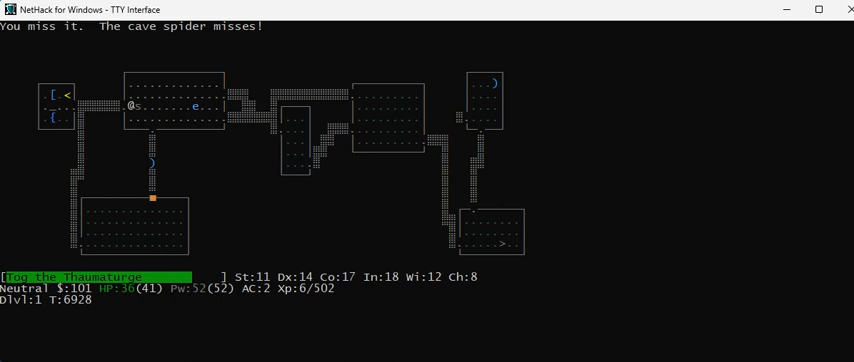 NetHack for Windows - TTY Interface
You miss it.  The cave spider misses!
[Tog the Thaumaturge          ] St:11 Dx:14 Co:17 In:18 Wi:12 Ch:8
Neutral $:101 HP:36(41) Pw:52(52) AC:2 Xp:6/502
Dlvl:1 T:6928